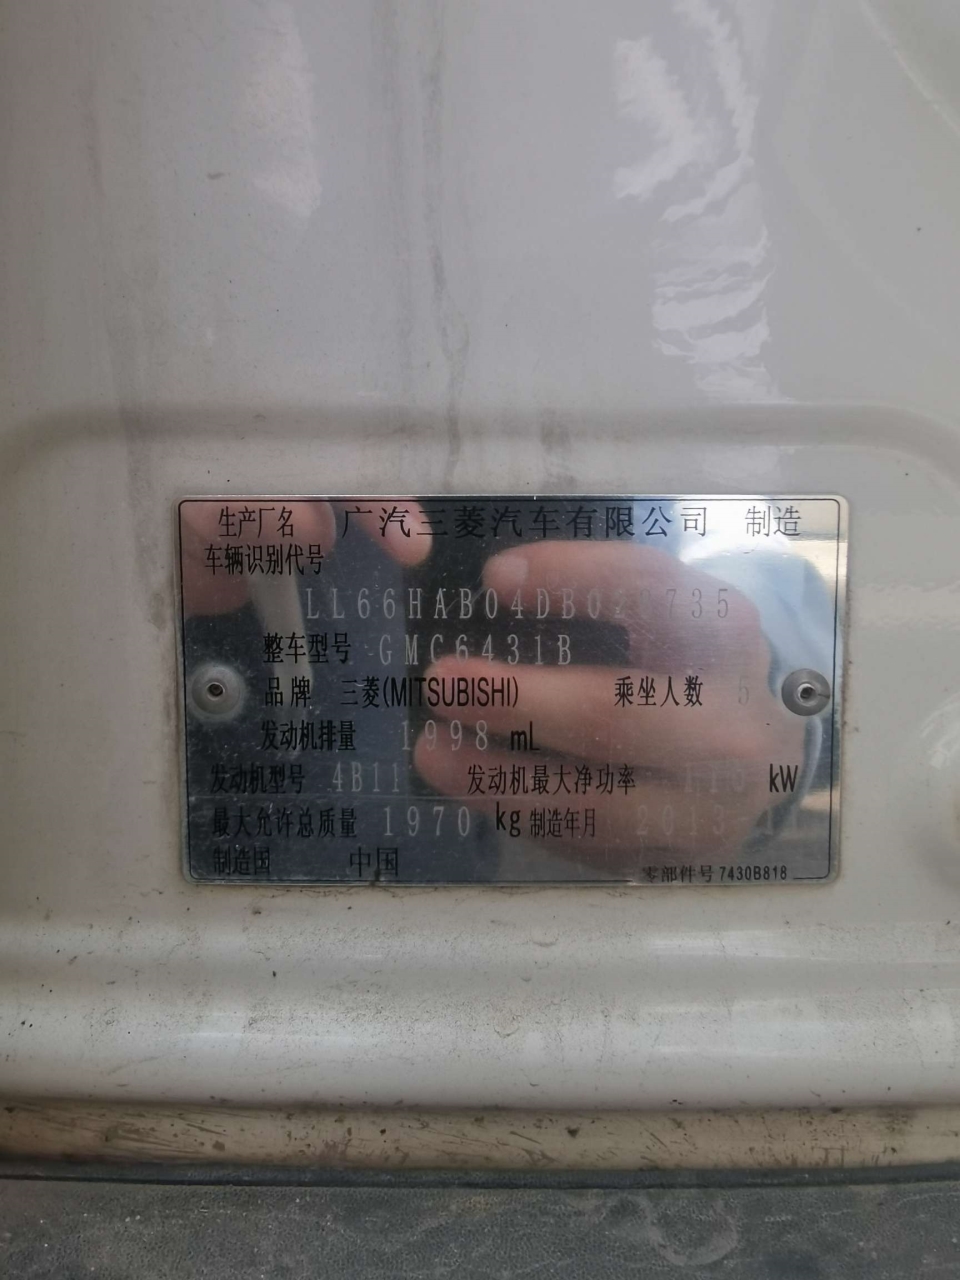 生产厂名 广汽三菱汽车有限公司 制造
车辆识别代号
整车型号 GMC6431B
品牌 三菱(MITSUBISHI) 乘坐人数 5
发动机排量 1998 mL
发动机型号 4B11 发动机最大净功率 kW
最大允许总质量 1970 kg 制造年月
制造国 中国
零部件号 7430B818